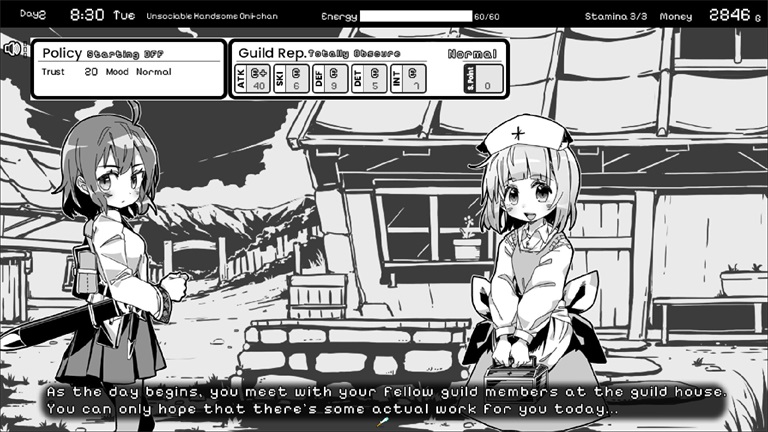 Day2 8:30 Tue Unsociable Handsome Oni-chan Energy 60/60 Stamina 3/3 Money 2846 G
Policy Starting Off
Trust 20 Mood Normal
Guild Rep. Totally Obscure Normal
ATK 40 SKI 6 DEF 9 DET 5 INT 7 S.Point 0
As the day begins, you meet with your fellow guild members at the guild house.
You can only hope that there's some actual work for you today...